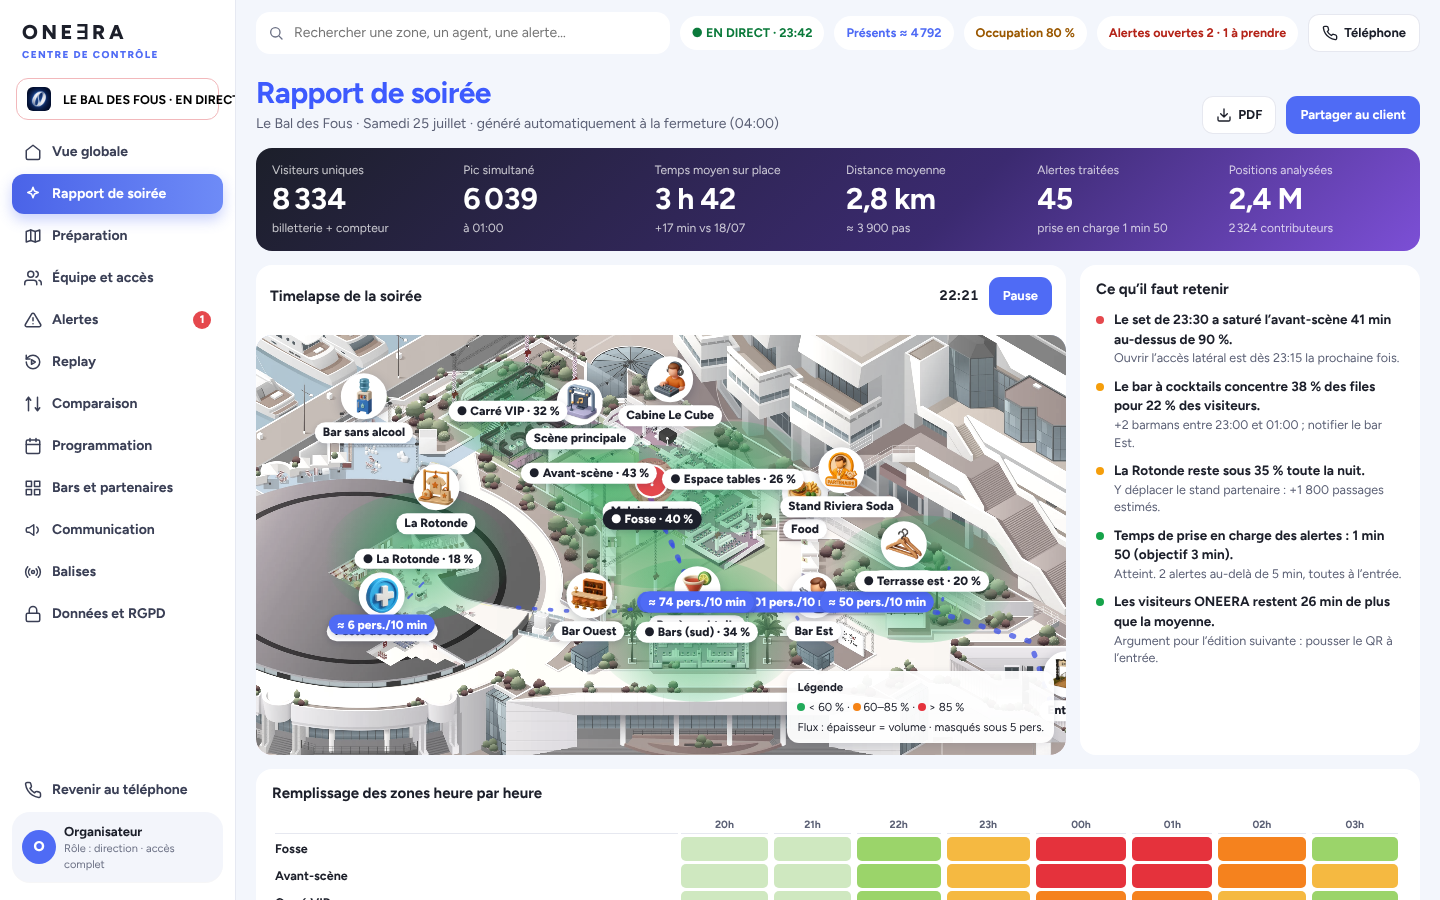 ONEERA
CENTRE DE CONTRÔLE
LE BAL DES FOUS · EN DIRECT
Vue globale
Rapport de soirée
Préparation
Équipe et accès
Alertes
1
Replay
Comparaison
Programmation
Bars et partenaires
Communication
Balises
Données et RGPD
Revenir au téléphone
O
Organisateur
Rôle : direction · accès
complet
Rechercher une zone, un agent, une alerte...
EN DIRECT · 23:42
Présents ≈ 4 792
Occupation 80 %
Alertes ouvertes 2 · 1 à prendre
Téléphone
Rapport de soirée
Le Bal des Fous · Samedi 25 juillet · généré automatiquement à la fermeture (04:00)
PDF
Partager au client
Visiteurs uniques
8 334
billetterie + compteur
Pic simultané
6 039
à 01:00
Temps moyen sur place
3 h 42
+17 min vs 18/07
Distance moyenne
2,8 km
≈ 3 900 pas
Alertes traitées
45
prise en charge 1 min 50
Positions analysées
2,4 M
2 324 contributeurs
Timelapse de la soirée
22:21
Pause
Carré VIP · 32 %
Cabine Le Cube
Bar sans alcool
Scène principale
Avant-scène · 43 %
Espace tables · 26 %
PARTENAIRE
Stand Riviera Soda
La Rotonde
Fosse · 40 %
Food
La Rotonde · 18 %
Terrasse est · 20 %
≈ 74 pers./10 min
≈ 50 pers./10 min
≈ 6 pers./10 min
Bar Ouest
Bars (sud) · 34 %
Bar Est
Légende
< 60 % · 60–85 % · > 85 %
Flux : épaisseur = volume · masqués sous 5 pers.
Ce qu’il faut retenir
Le set de 23:30 a saturé l’avant-scène 41 min
au-dessus de 90 %.
Ouvrir l’accès latéral est dès 23:15 la prochaine fois.
Le bar à cocktails concentre 38 % des files
pour 22 % des visiteurs.
+2 barmans entre 23:00 et 01:00 ; notifier le bar
Est.
La Rotonde reste sous 35 % toute la nuit.
Y déplacer le stand partenaire : +1 800 passages
estimés.
Temps de prise en charge des alertes : 1 min
50 (objectif 3 min).
Atteint. 2 alertes au-delà de 5 min, toutes à l’entrée.
Les visiteurs ONEERA restent 26 min de plus
que la moyenne.
Argument pour l’édition suivante : pousser le QR à
l’entrée.
Remplissage des zones heure par heure
20h 21h 22h 23h 00h 01h 02h 03h
Fosse
Avant-scène